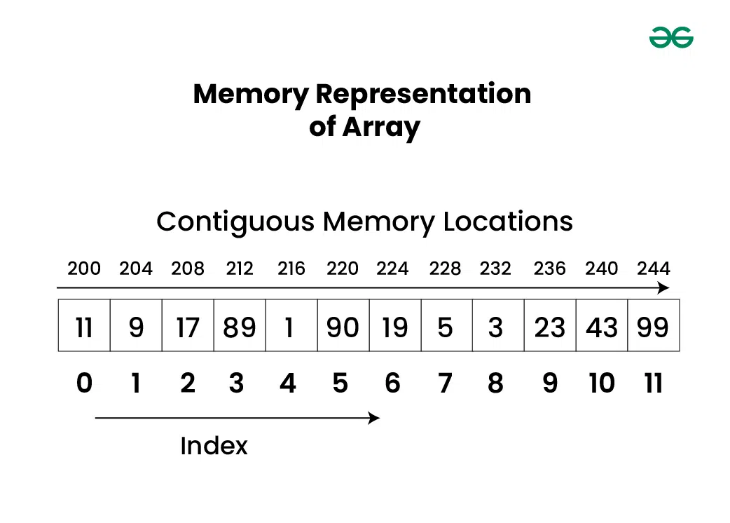 Memory Representation
of Array
Contiguous Memory Locations
200 204 208 212 216 220 224 228 232 236 240 244
11 9 17 89 1 90 19 5 3 23 43 99
0 1 2 3 4 5 6 7 8 9 10 11
Index